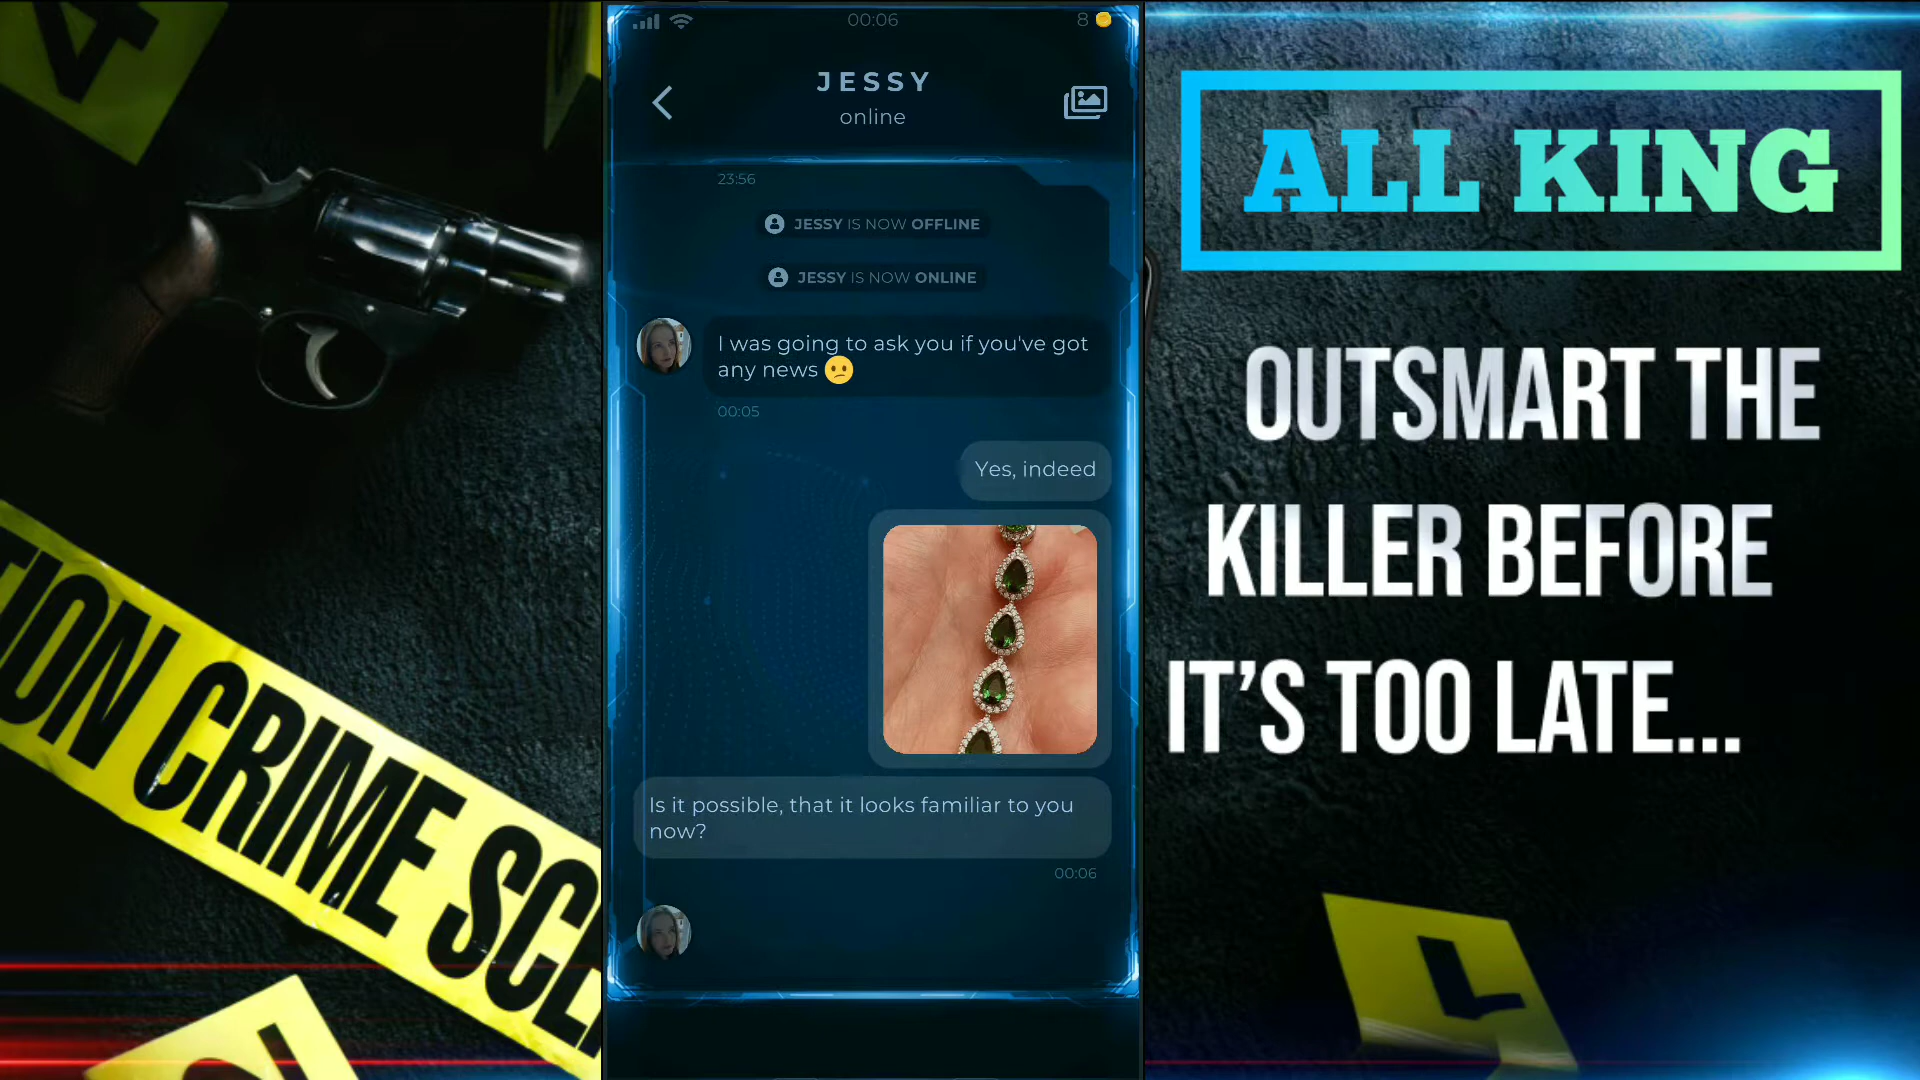 4
00:06
8
JESSY
online
23:56
JESSY IS NOW OFFLINE
JESSY IS NOW ONLINE
I was going to ask you if you've got
any news 😕
00:05
Yes, indeed
Is it possible, that it looks familiar to you
now?
00:06
ALL KING
OUTSMART THE
KILLER BEFORE
IT'S TOO LATE...
TION CRIME SCE